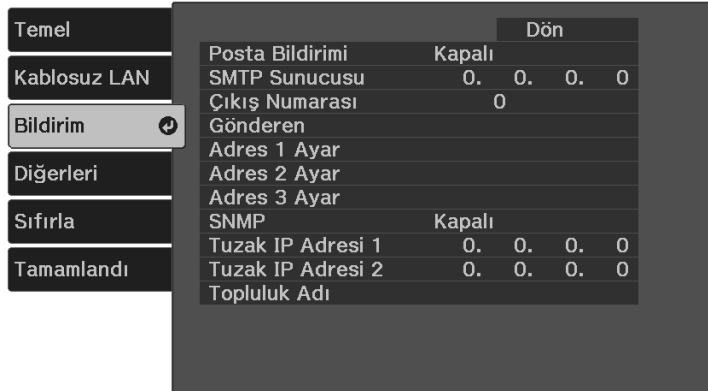 Temel
Kablosuz LAN
Bildirim
Diğerleri
Sıfırla
Tamamlandı
Dön
Posta Bildirimi Kapalı
SMTP Sunucusu 0. 0. 0. 0
Çıkış Numarası 0
Gönderen
Adres 1 Ayar
Adres 2 Ayar
Adres 3 Ayar
SNMP Kapalı
Tuzak IP Adresi 1 0. 0. 0. 0
Tuzak IP Adresi 2 0. 0. 0. 0
Topluluk Adı